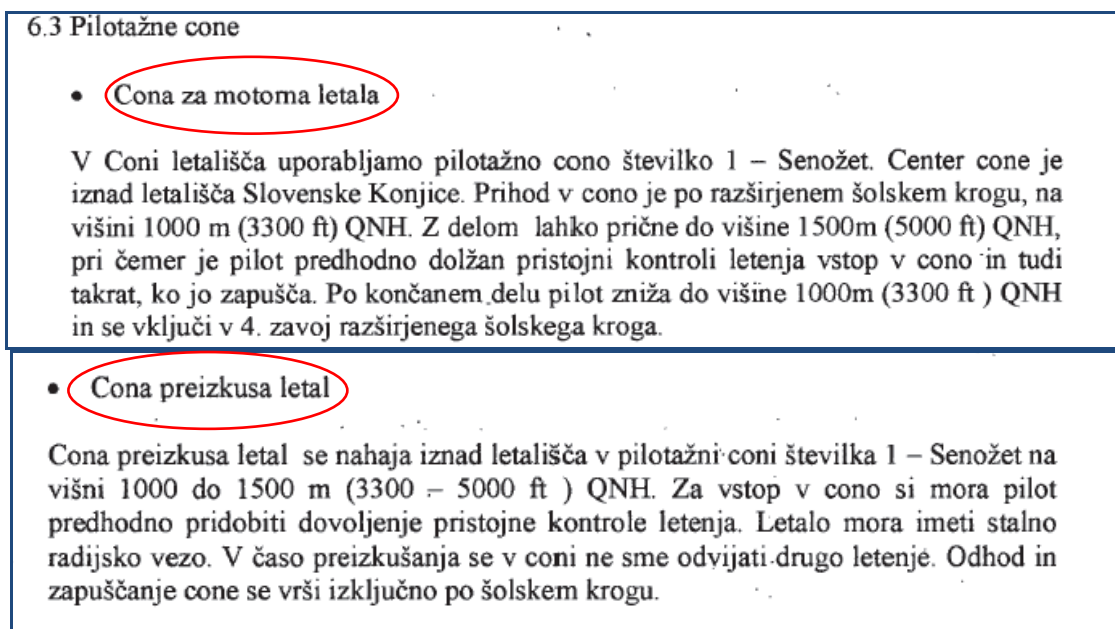 6.3 Pilotažne cone
• Cona za motorna letala
V Coni letališča uporabljamo pilotažno cono številko 1 – Senožet. Center cone je
iznad letališča Slovenske Konjice. Prihod v cono je po razširjenem šolskem krogu, na
višini 1000 m (3300 ft) QNH. Z delom lahko prične do višine 1500m (5000 ft) QNH,
pri čemer je pilot predhodno dolžan pristojni kontroli letenja vstop v cono in tudi
takrat, ko jo zapušča. Po končanem delu pilot zniža do višine 1000m (3300 ft ) QNH
in se vključi v 4. zavoj razširjenega šolskega kroga.
• Cona preizkusa letal
Cona preizkusa letal se nahaja iznad letališča v pilotažni coni številka 1 – Senožet na
višni 1000 do 1500 m (3300 – 5000 ft ) QNH. Za vstop v cono si mora pilot
predhodno pridobiti dovoljenje pristojne kontrole letenja. Letalo mora imeti stalno
radijsko vezo. V časo preizkušanja se v coni ne sme odvijati drugo letenje. Odhod in
zapuščanje cone se vrši izključno po šolskem krogu.